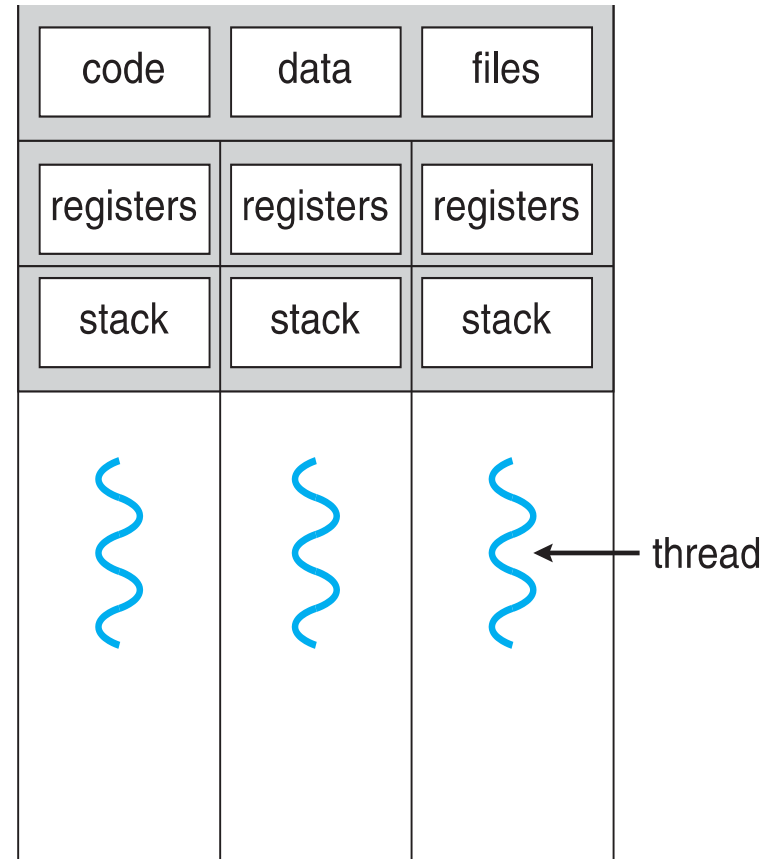 code data files
registers registers registers
stack stack stack
thread